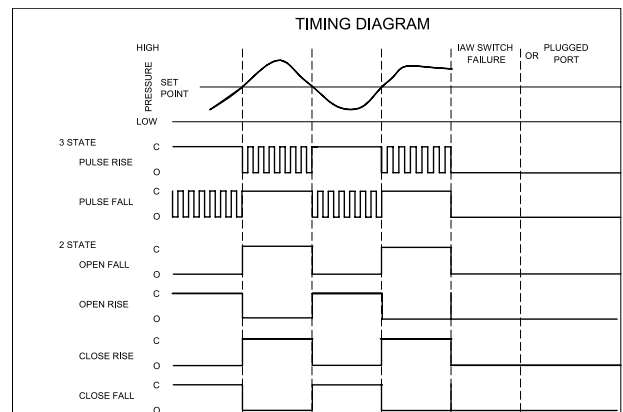 TIMING DIAGRAM
HIGH
IAW SWITCH
FAILURE
OR
PLUGGED
PORT
PRESSURE
SET
POINT
LOW
3 STATE
C
PULSE RISE
O
C
PULSE FALL
O
2 STATE
C
OPEN FALL
O
C
OPEN RISE
O
C
CLOSE RISE
O
C
CLOSE FALL
O